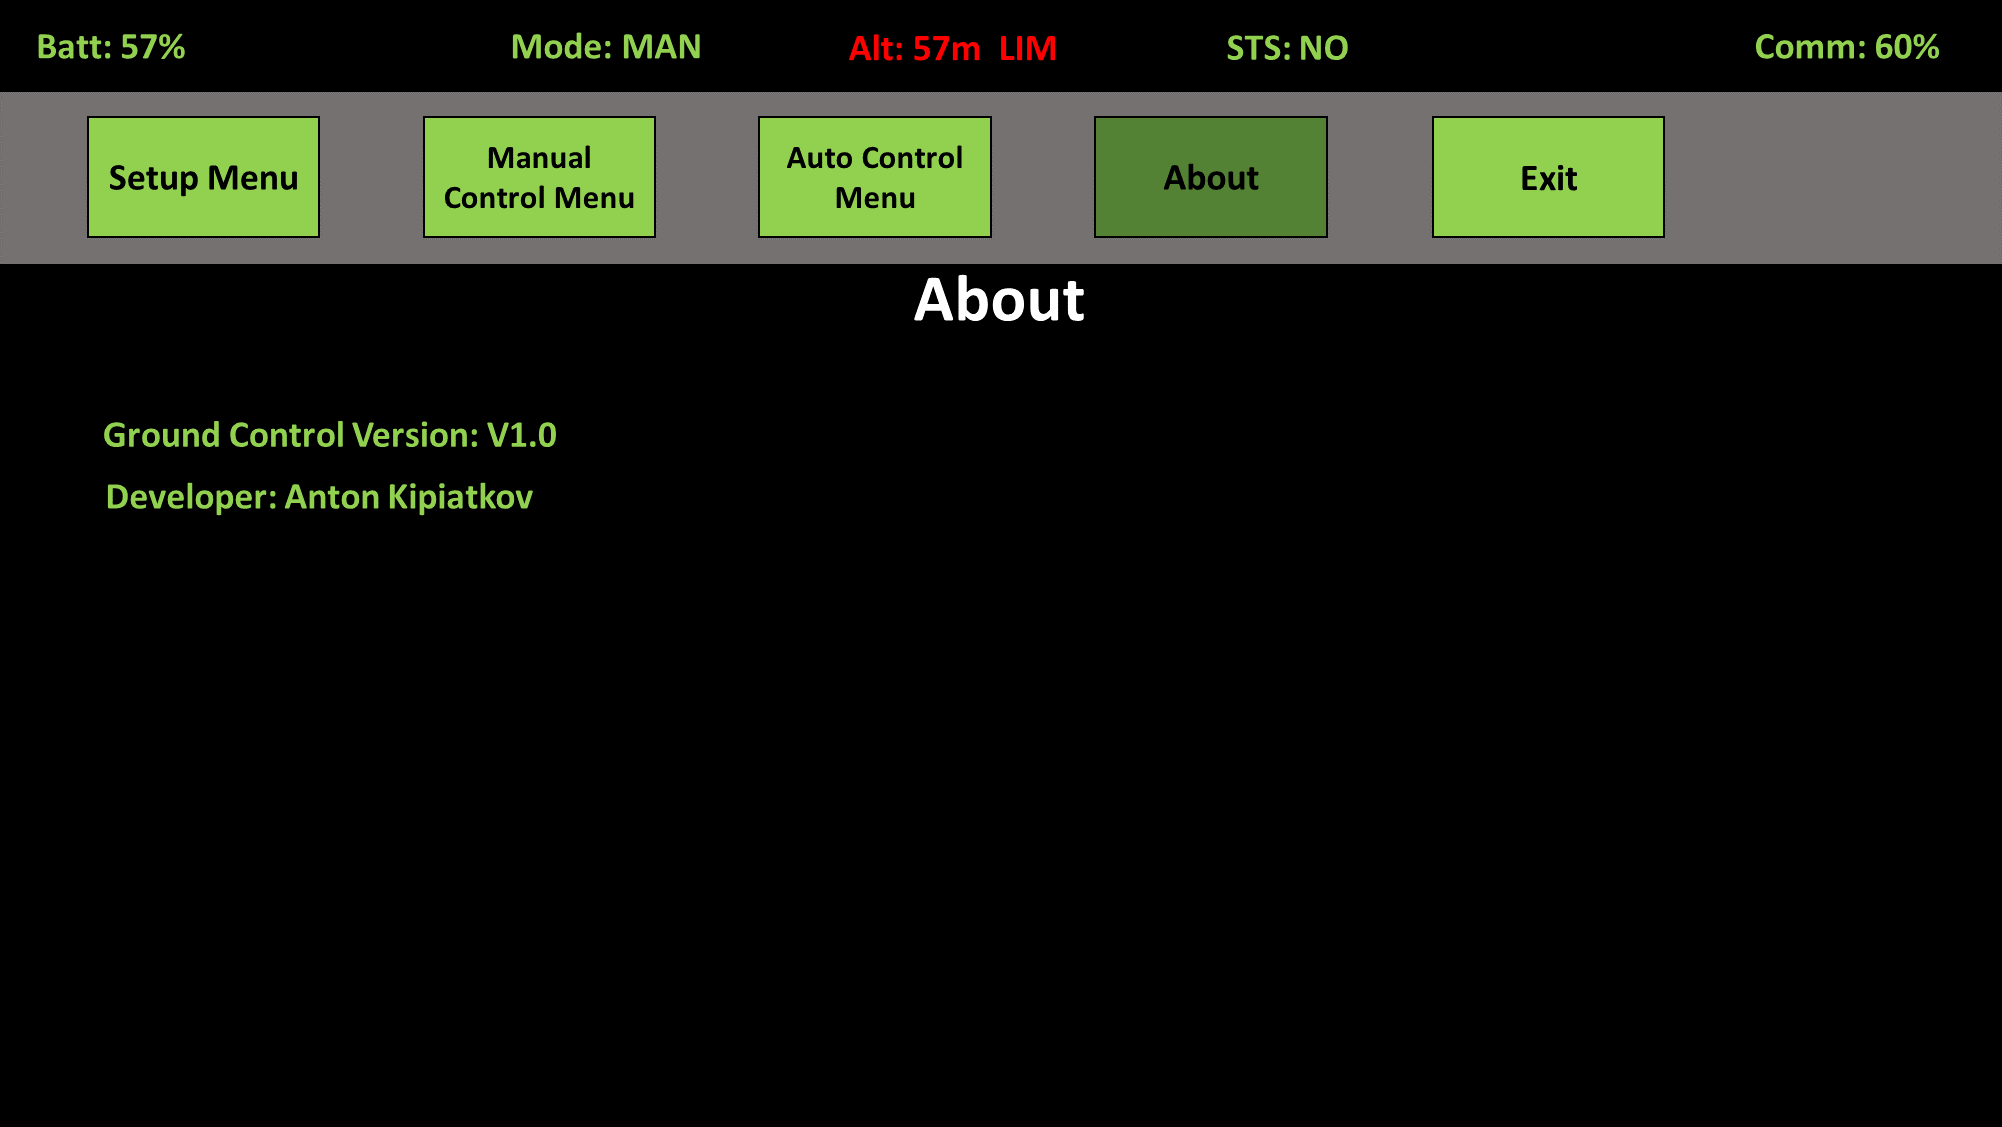 Batt: 57% Mode: MAN Alt: 57m LIM STS: NO Comm: 60%
Setup Menu
Manual
Control Menu
Auto Control
Menu
About
Exit
About
Ground Control Version: V1.0
Developer: Anton Kipiatkov